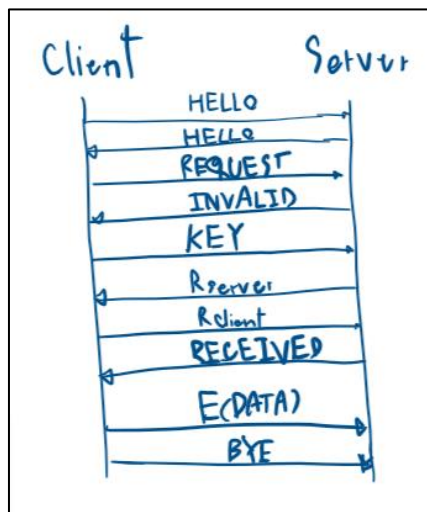 Client Server
HELLO
HELLO
REQUEST
INVALID
KEY
Rserver
Rclient
RECEIVED
E(DATA)
BYE